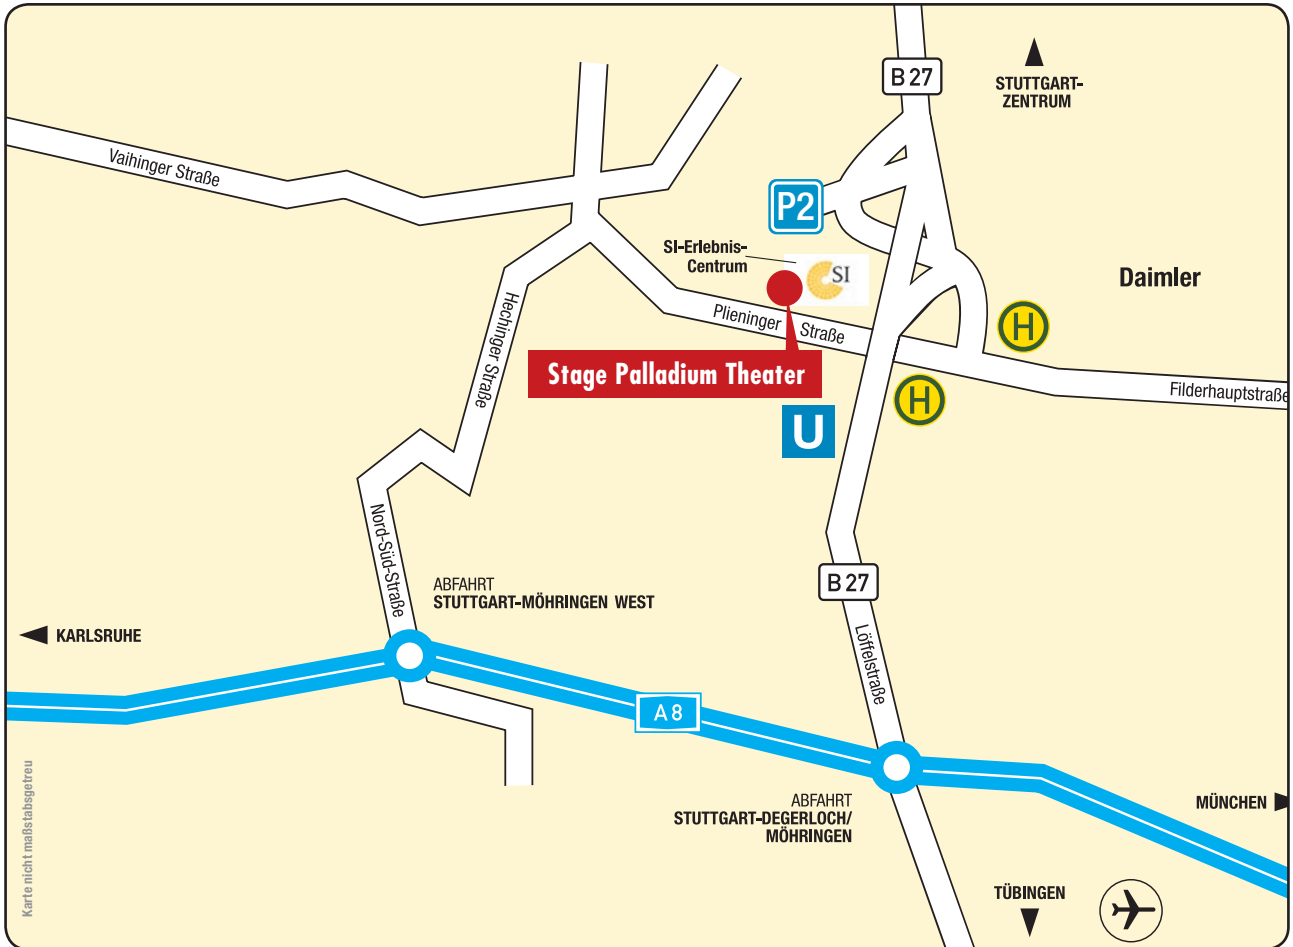 B 27
STUTTGART-
ZENTRUM
Vaihinger Straße
P2
SI-Erlebnis-
Centrum
SI
Daimler
Plieninger Straße
H
Hechinger Straße
Stage Palladium Theater
Filderhauptstraße
H
U
Nord-Süd-Straße
ABFAHRT
STUTTGART-MÖHRINGEN WEST
B 27
KARLSRUHE
Löffelstraße
A 8
ABFAHRT
STUTTGART-DEGERLOCH/
MÖHRINGEN
MÜNCHEN
TÜBINGEN
Karte nicht maßstabsgetreu